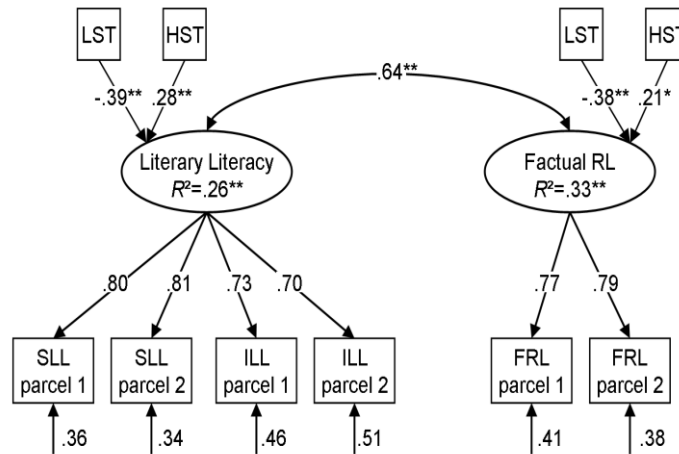 LST HST LST HST
.64**
-.39** .28** -.38** .21*
Literary Literacy Factual RL
R²=.26** R²=.33**
.80 .81 .73 .70 .77 .79
SLL SLL ILL ILL FRL FRL
parcel 1 parcel 2 parcel 1 parcel 2 parcel 1 parcel 2
.36 .34 .46 .51 .41 .38